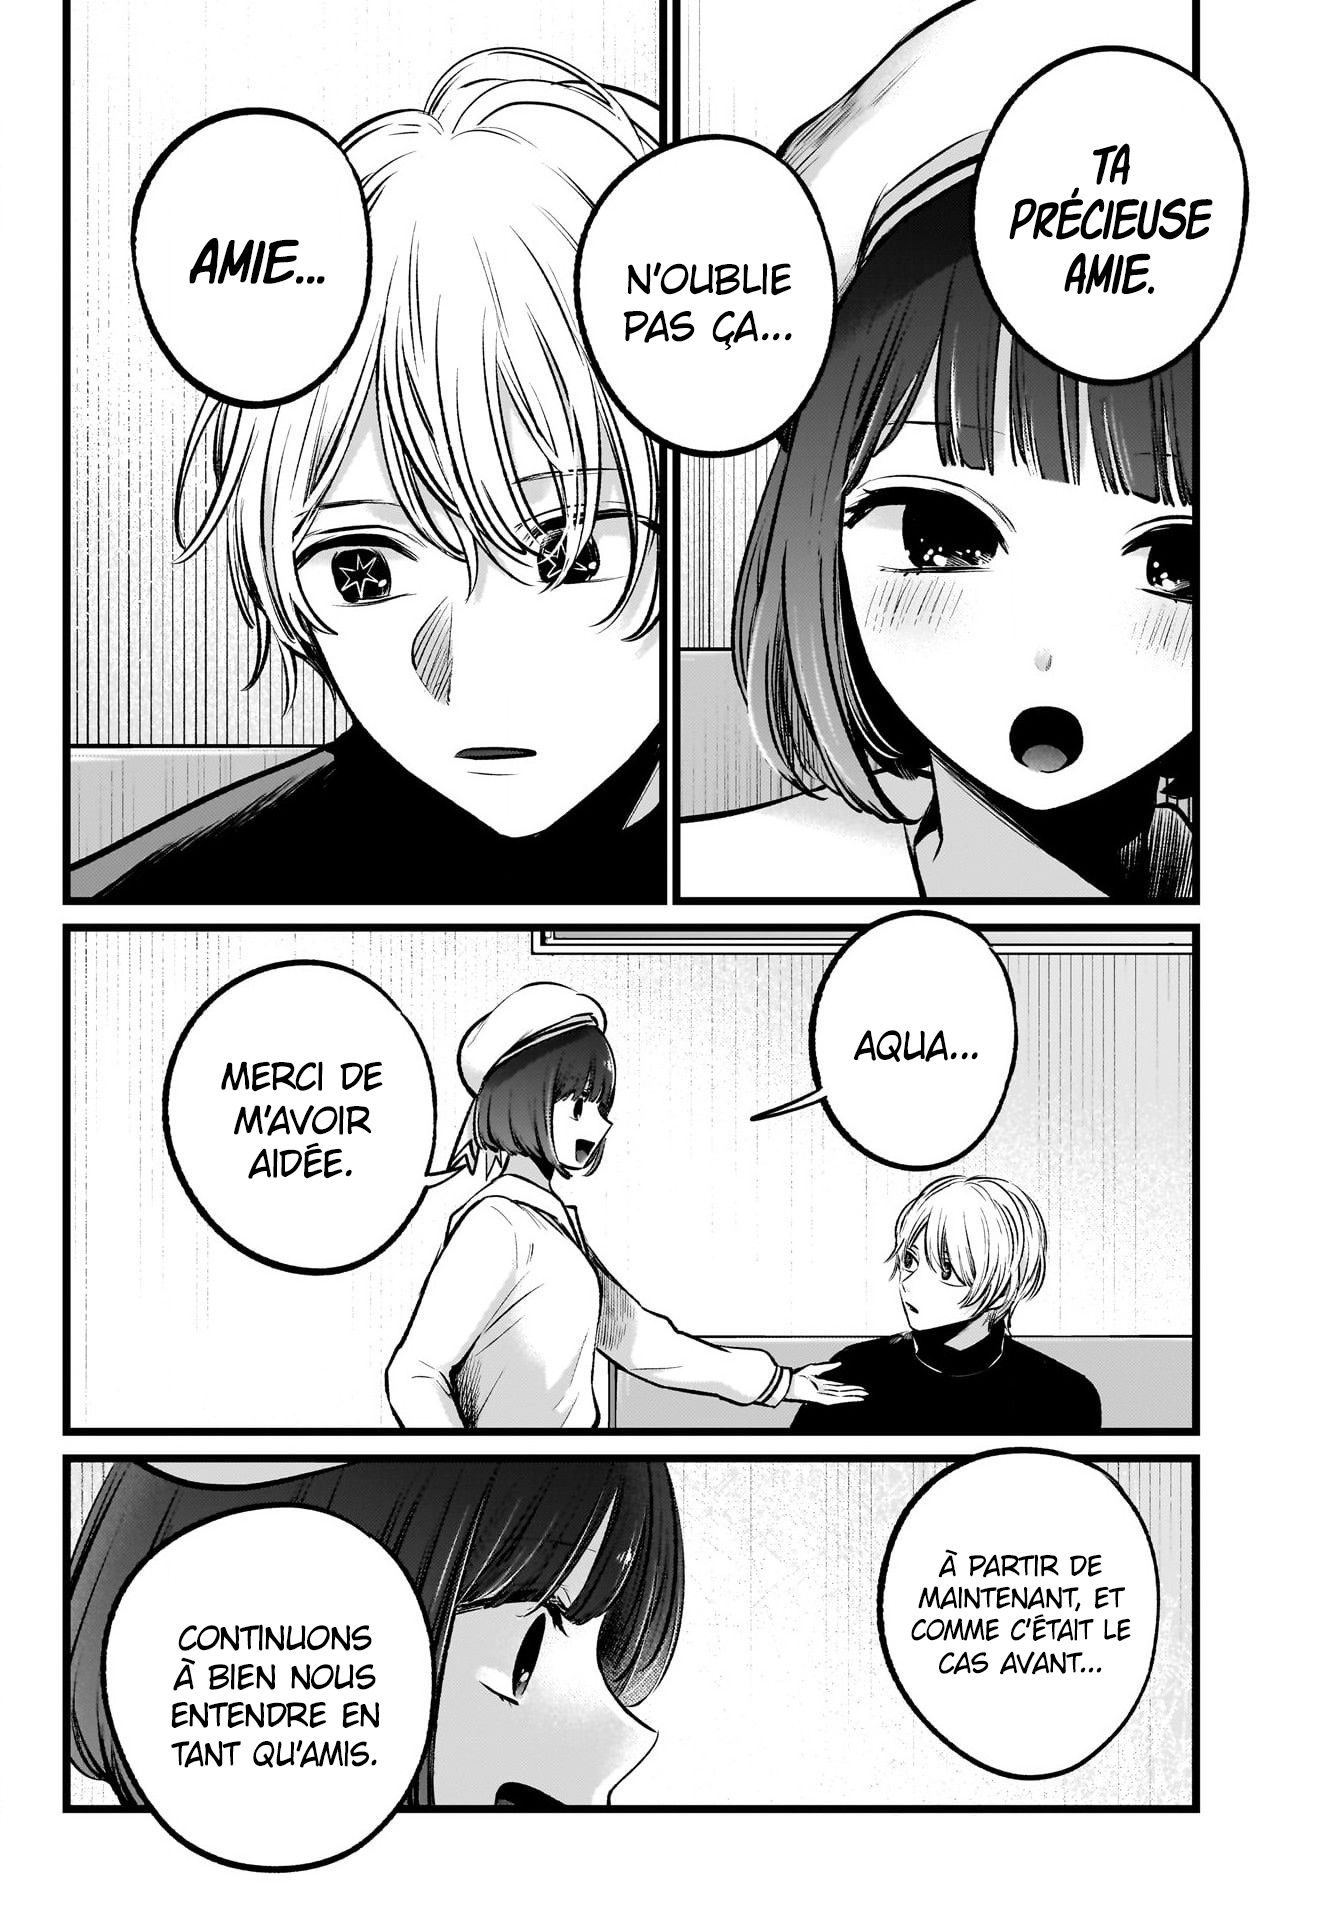 TA
PRÉCIEUSE
AMIE.
N'OUBLIE
PAS ÇA...
AMIE...
AQUA...
MERCI DE
M'AVOIR
AIDÉE.
À PARTIR DE
MAINTENANT, ET
COMME C'ÉTAIT LE
CAS AVANT...
CONTINUONS
À BIEN NOUS
ENTENDRE EN
TANT QU'AMIS.